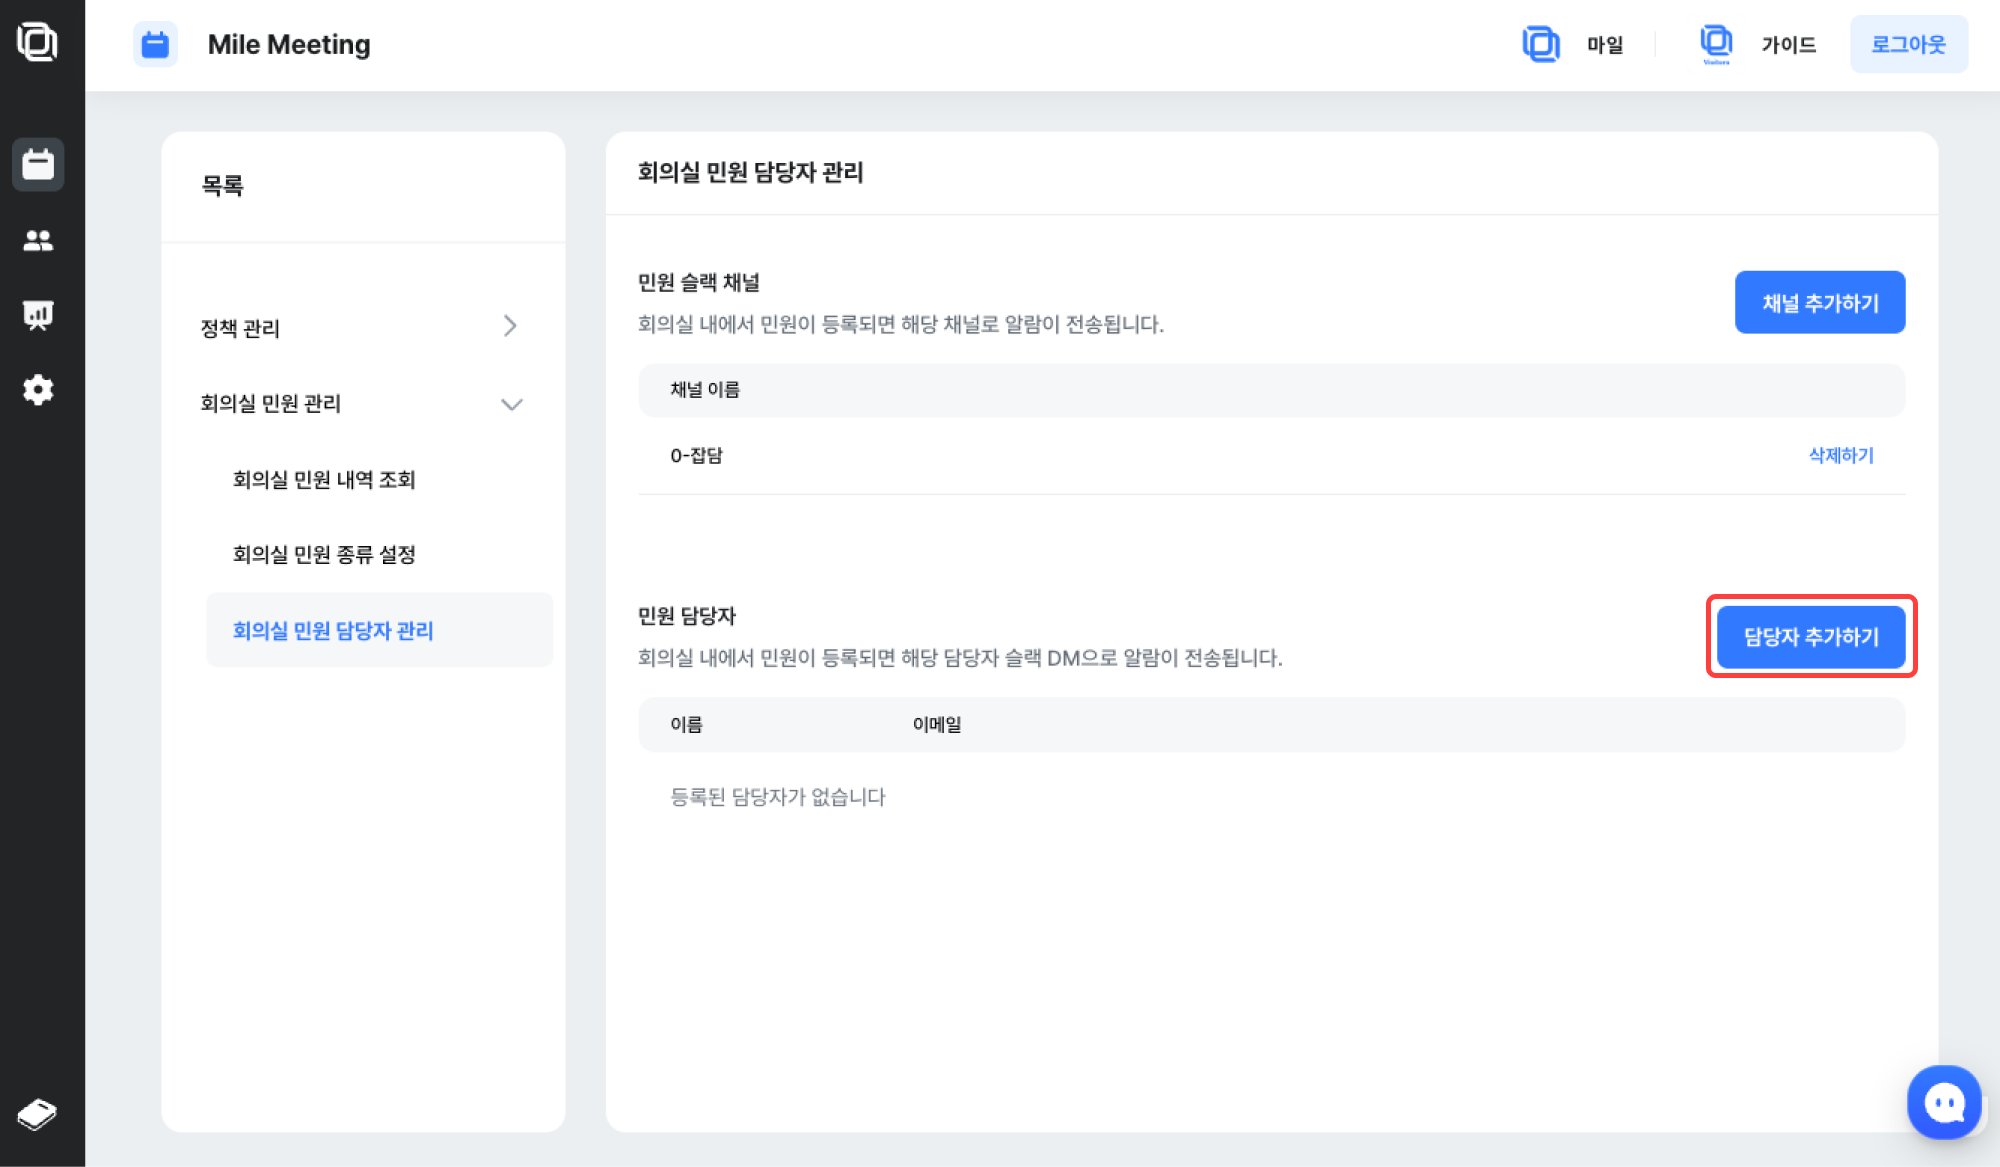 Mile Meeting
마일
가이드
로그아웃
목록
정책 관리
회의실 민원 관리
회의실 민원 내역 조회
회의실 민원 종류 설정
회의실 민원 담당자 관리
회의실 민원 담당자 관리
민원 슬랙 채널
회의실 내에서 민원이 등록되면 해당 채널로 알람이 전송됩니다.
채널 추가하기
채널 이름
0-잡담
삭제하기
민원 담당자
회의실 내에서 민원이 등록되면 해당 담당자 슬랙 DM으로 알람이 전송됩니다.
담당자 추가하기
이름 이메일
등록된 담당자가 없습니다